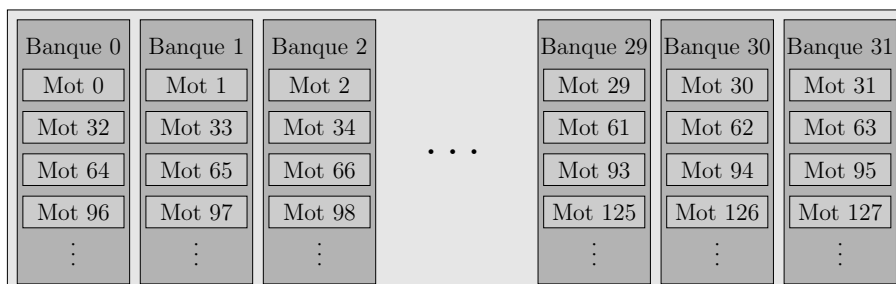 Banque 0 Banque 1 Banque 2 Banque 29 Banque 30 Banque 31
Mot 0 Mot 1 Mot 2 Mot 29 Mot 30 Mot 31
Mot 32 Mot 33 Mot 34 Mot 61 Mot 62 Mot 63
. . .
Mot 64 Mot 65 Mot 66 Mot 93 Mot 94 Mot 95
Mot 96 Mot 97 Mot 98 Mot 125 Mot 126 Mot 127
⋮ ⋮ ⋮ ⋮ ⋮ ⋮